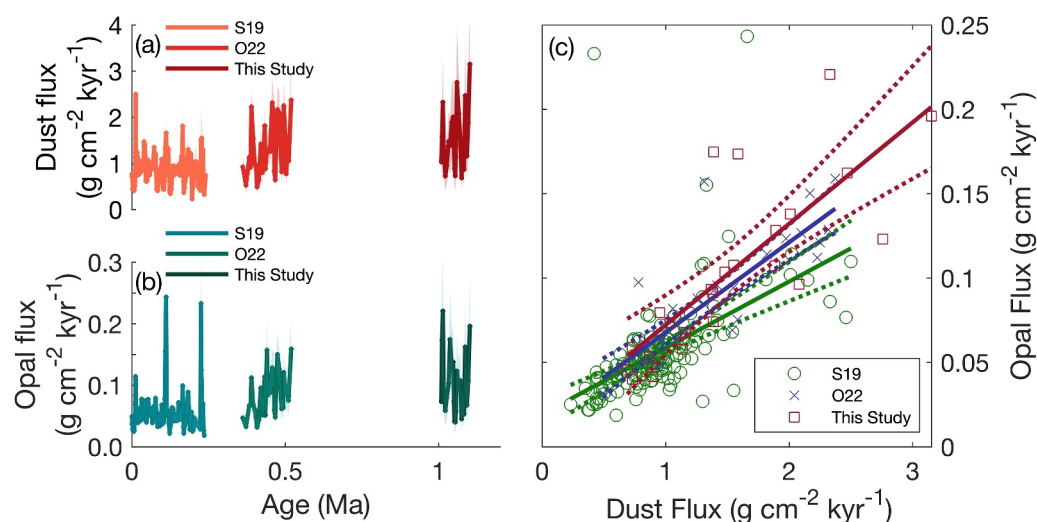 (a)
S19
O22
This Study
4
3
2
1
0
Dust flux
(g cm⁻² kyr⁻¹)
(b)
S19
O22
This Study
0.3
0.2
0.1
0.0
Opal flux
(g cm⁻² kyr⁻¹)
0
0.5
1
Age (Ma)
(c)
0.25
0.2
0.15
0.1
0.05
0
Opal Flux (g cm⁻² kyr⁻¹)
S19
O22
This Study
0
1
2
3
Dust Flux (g cm⁻² kyr⁻¹)